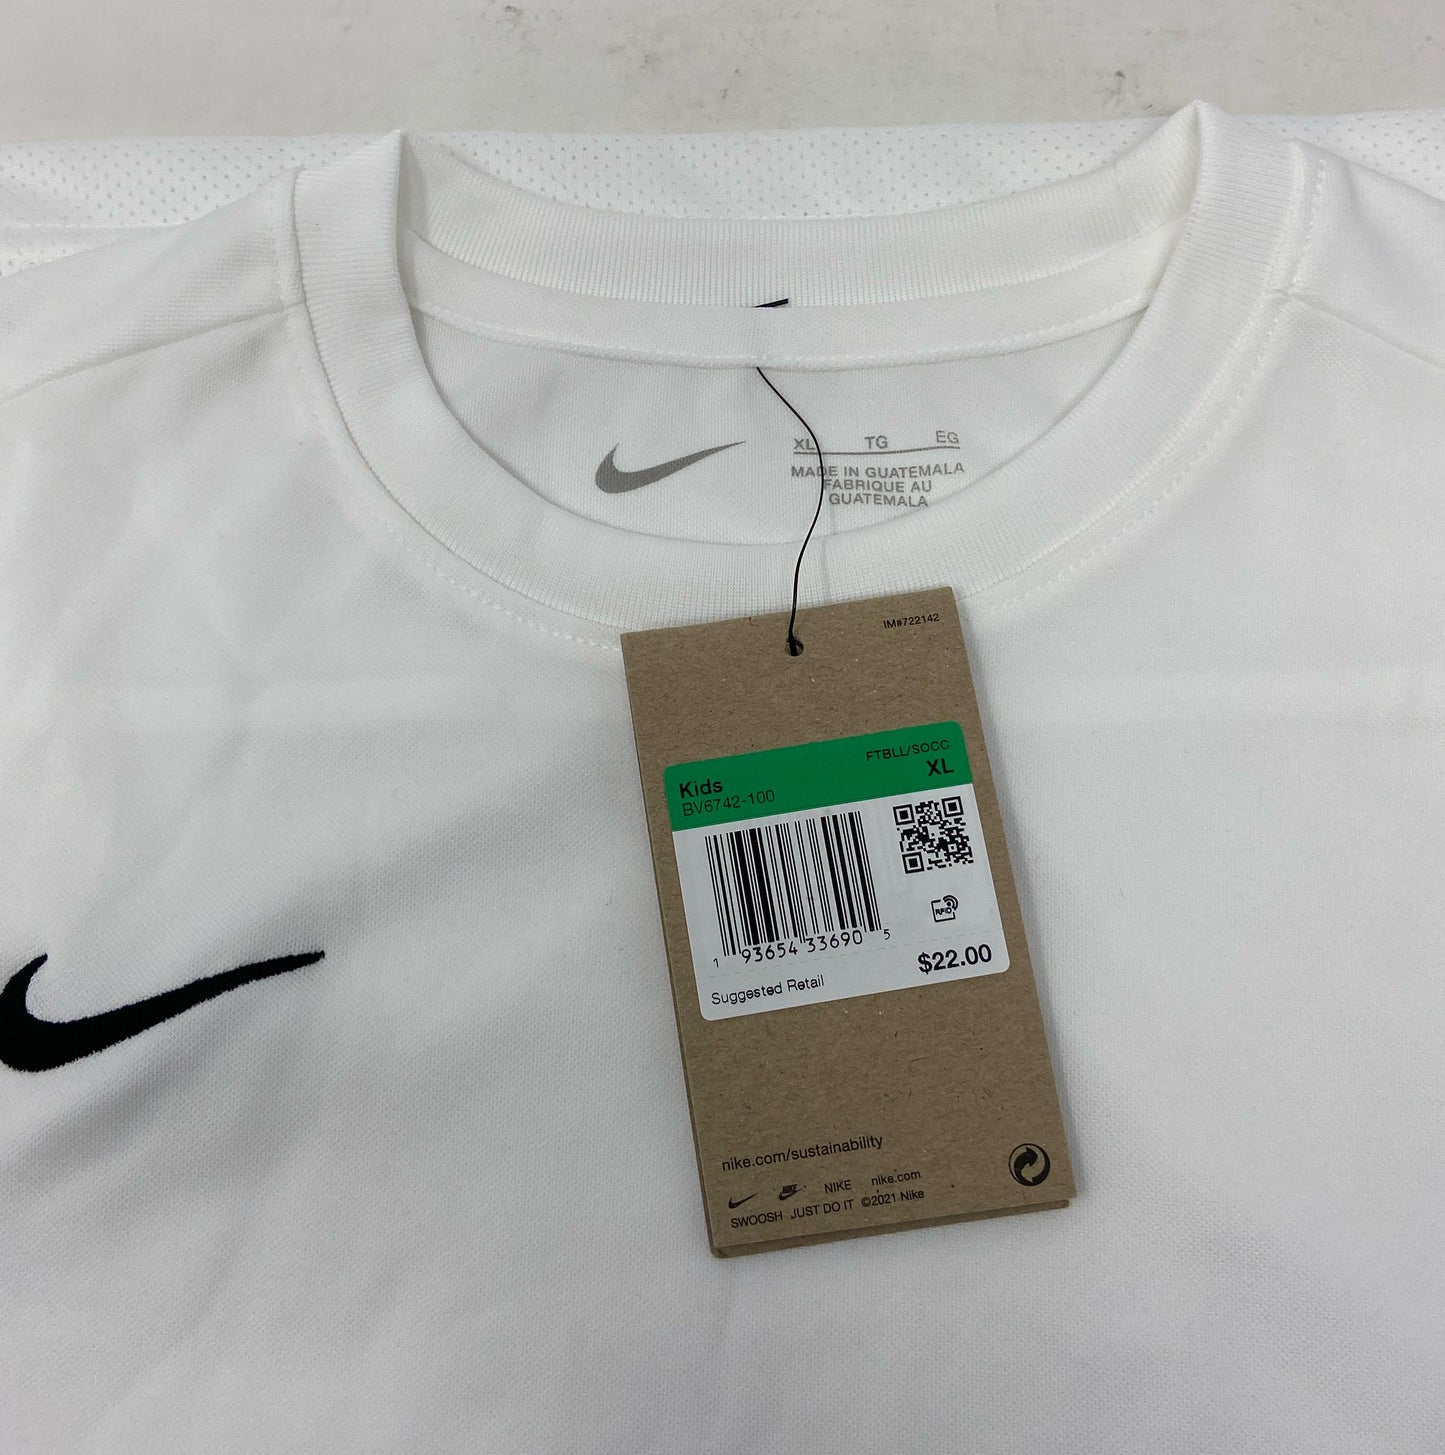 XL TG EG
MADE IN GUATEMALA
FABRIQUE AU
GUATEMALA
IM#722142
FTBLL/SOCC
Kids XL
BV6742-100
1 93654 33690 5
RFID
$22.00
Suggested Retail
nike.com/sustainability
NIKE NIKE nike.com
SWOOSH JUST DO IT ©2021 Nike